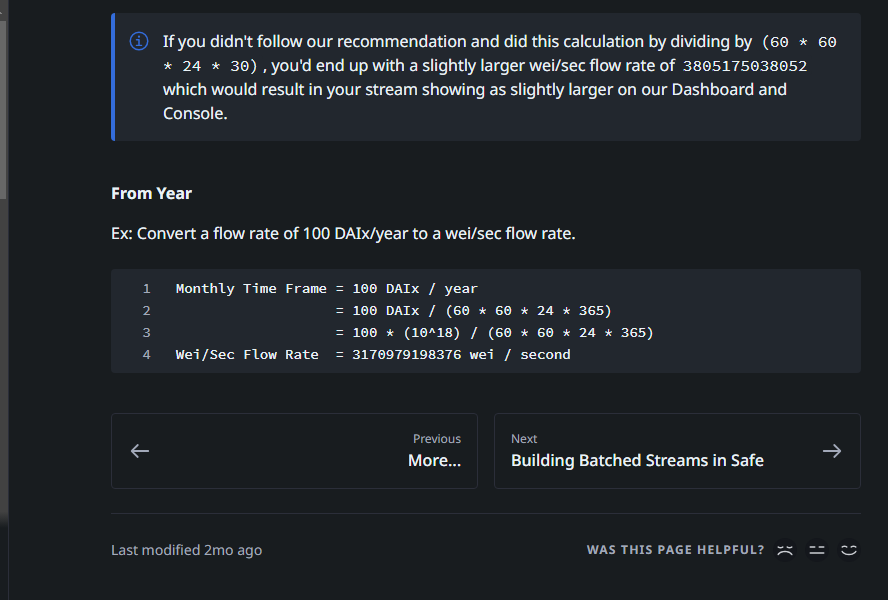 If you didn't follow our recommendation and did this calculation by dividing by (60 * 60
* 24 * 30) , you'd end up with a slightly larger wei/sec flow rate of 3805175038052
which would result in your stream showing as slightly larger on our Dashboard and
Console.
From Year
Ex: Convert a flow rate of 100 DAIx/year to a wei/sec flow rate.
1 Monthly Time Frame = 100 DAIx / year
2 = 100 DAIx / (60 * 60 * 24 * 365)
3 = 100 * (10^18) / (60 * 60 * 24 * 365)
4 Wei/Sec Flow Rate = 3170979198376 wei / second
Previous
More...
Next
Building Batched Streams in Safe
Last modified 2mo ago
WAS THIS PAGE HELPFUL?